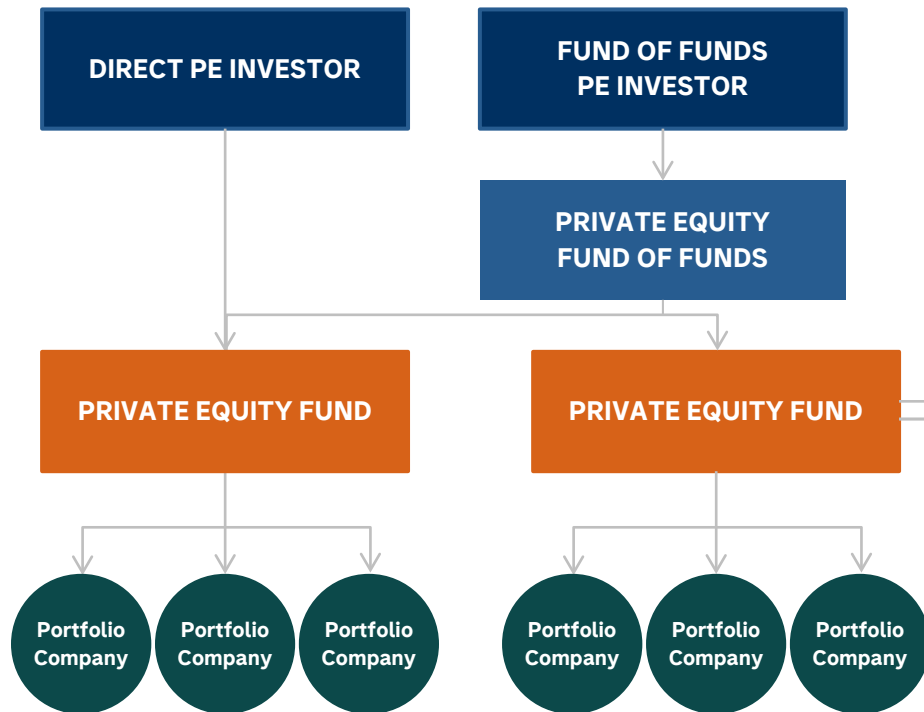 DIRECT PE INVESTOR
FUND OF FUNDS
PE INVESTOR
PRIVATE EQUITY
FUND OF FUNDS
PRIVATE EQUITY FUND
PRIVATE EQUITY FUND
Portfolio
Company
Portfolio
Company
Portfolio
Company
Portfolio
Company
Portfolio
Company
Portfolio
Company